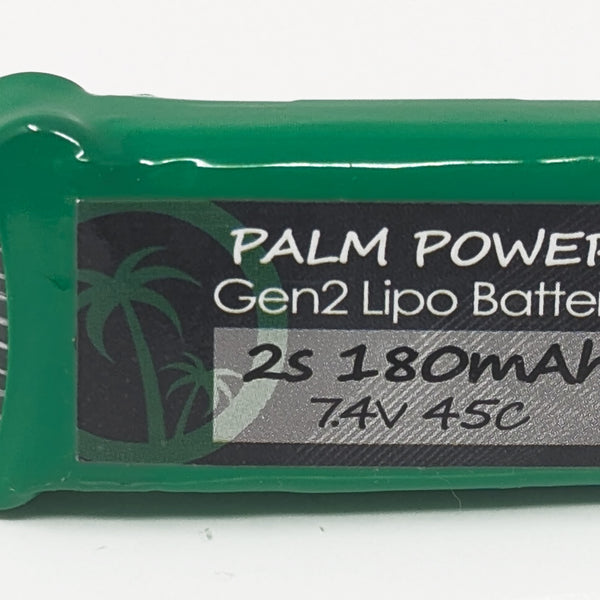 PALM POWER
Gen2 Lipo Batter
2s 180mAh
7.4V 45C